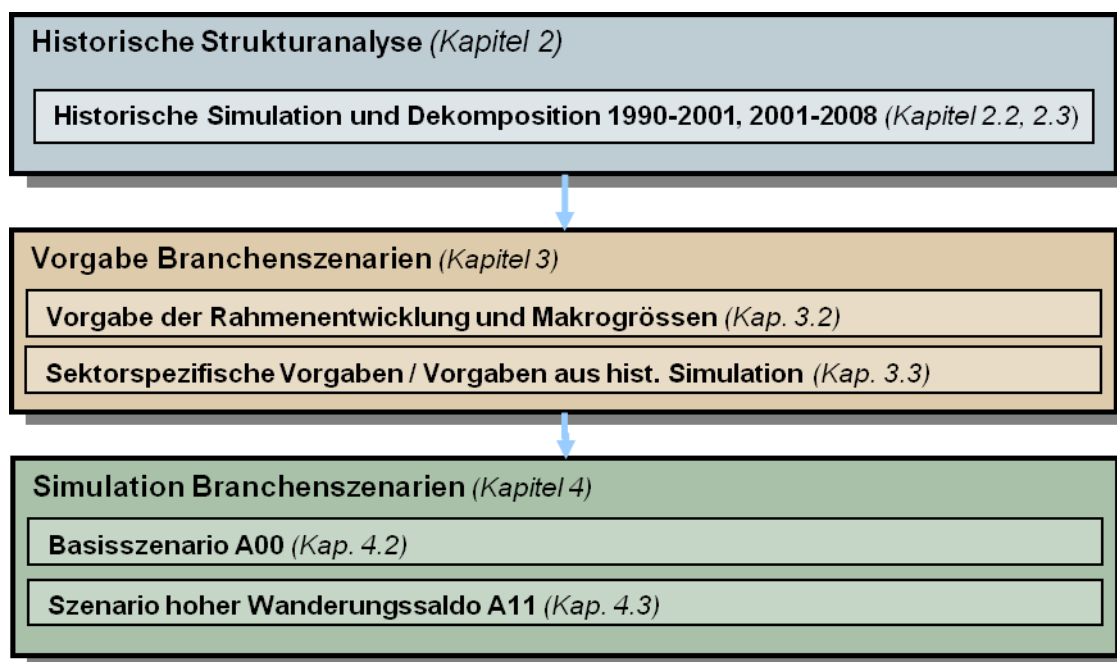 Historische Strukturanalyse (Kapitel 2)
Historische Simulation und Dekomposition 1990-2001, 2001-2008 (Kapitel 2.2, 2.3)
Vorgabe Branchenszenarien (Kapitel 3)
Vorgabe der Rahmenentwicklung und Makrogrössen (Kap. 3.2)
Sektorspezifische Vorgaben / Vorgaben aus hist. Simulation (Kap. 3.3)
Simulation Branchenszenarien (Kapitel 4)
Basisszenario A00 (Kap. 4.2)
Szenario hoher Wanderungssaldo A11 (Kap. 4.3)